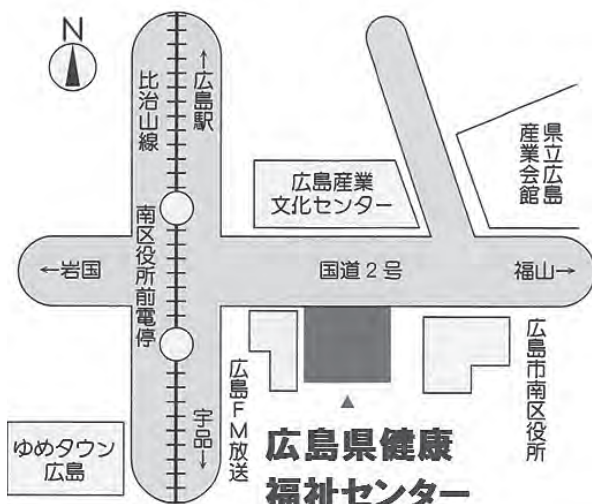 N
比治山線
↑広島駅
広島産業
文化センター
県立広島
産業会館
南区役所前電停
←岩国
国道2号
福山→
広島FM放送
広島市南区役所
宇品↓
ゆめタウン
広島
広島県健康
福祉センター